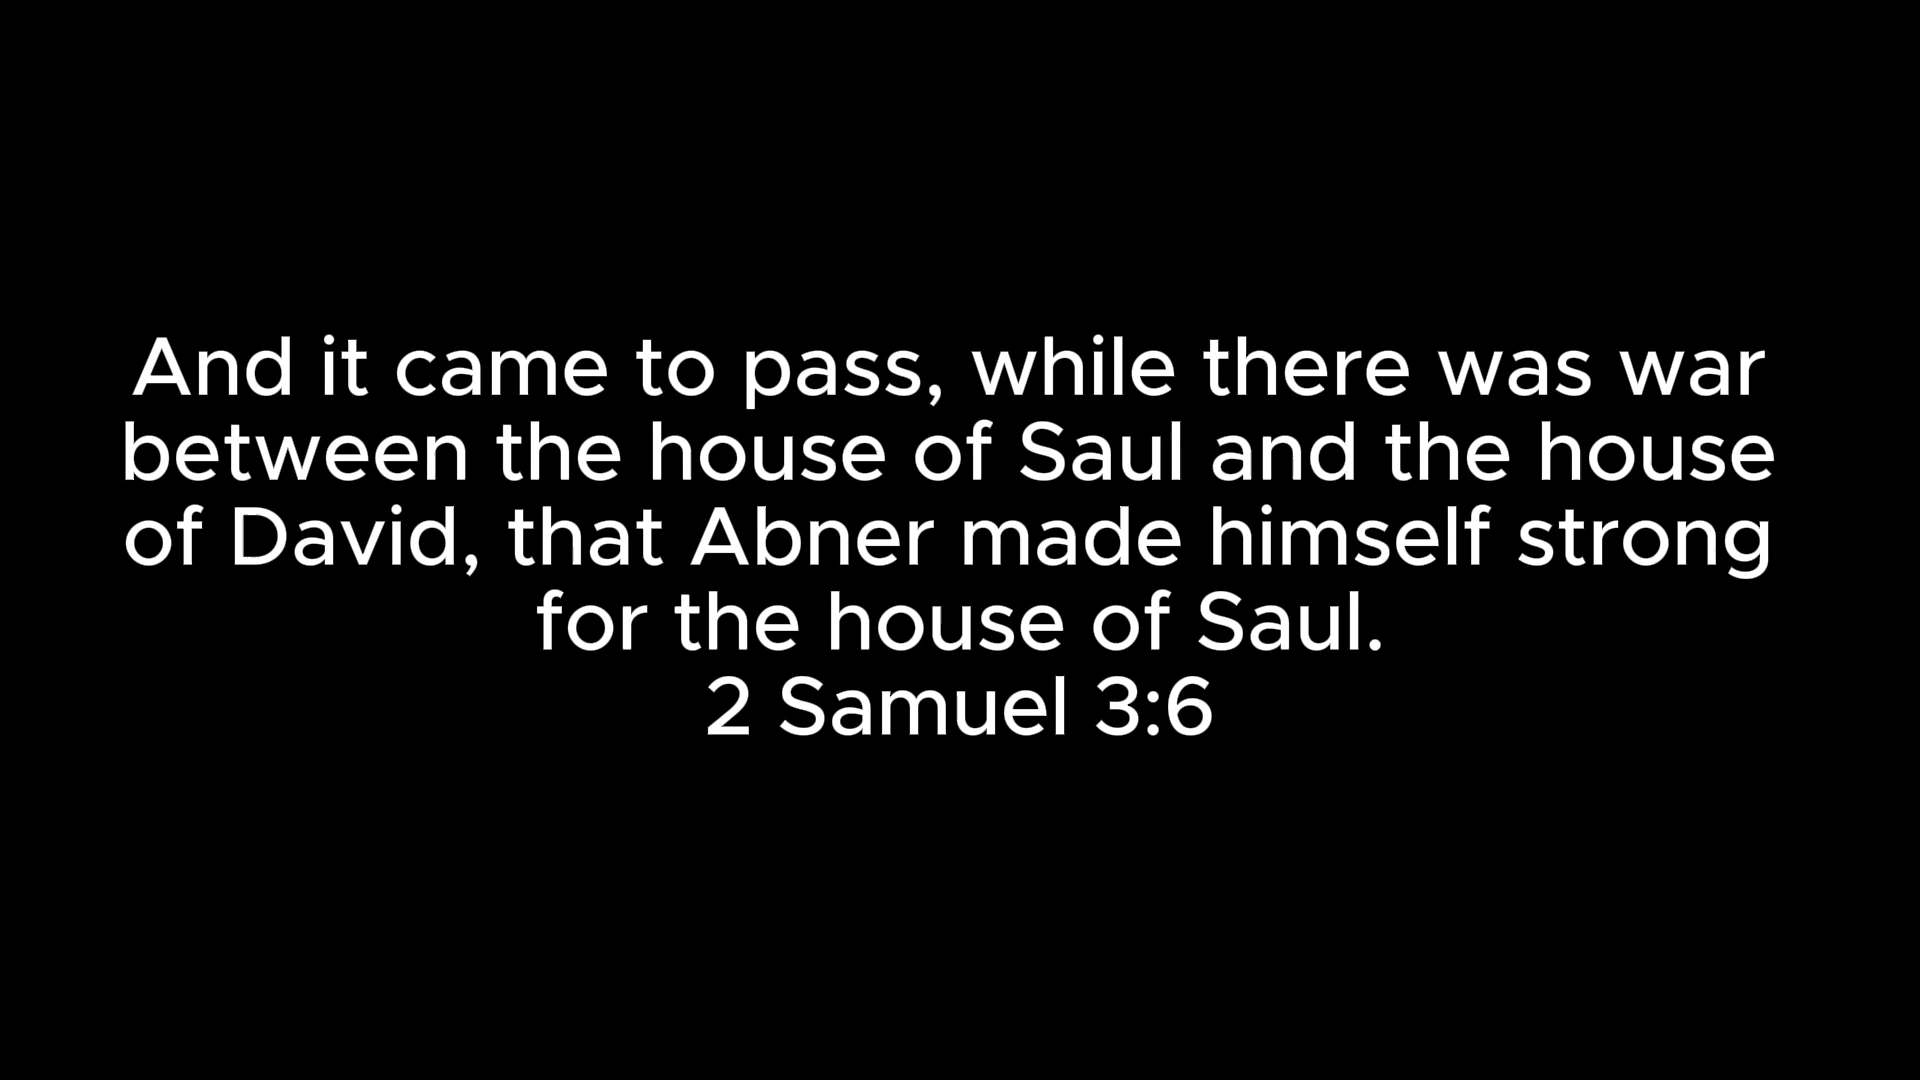 And it came to pass, while there was war
between the house of Saul and the house
of David, that Abner made himself strong
for the house of Saul.
2 Samuel 3:6